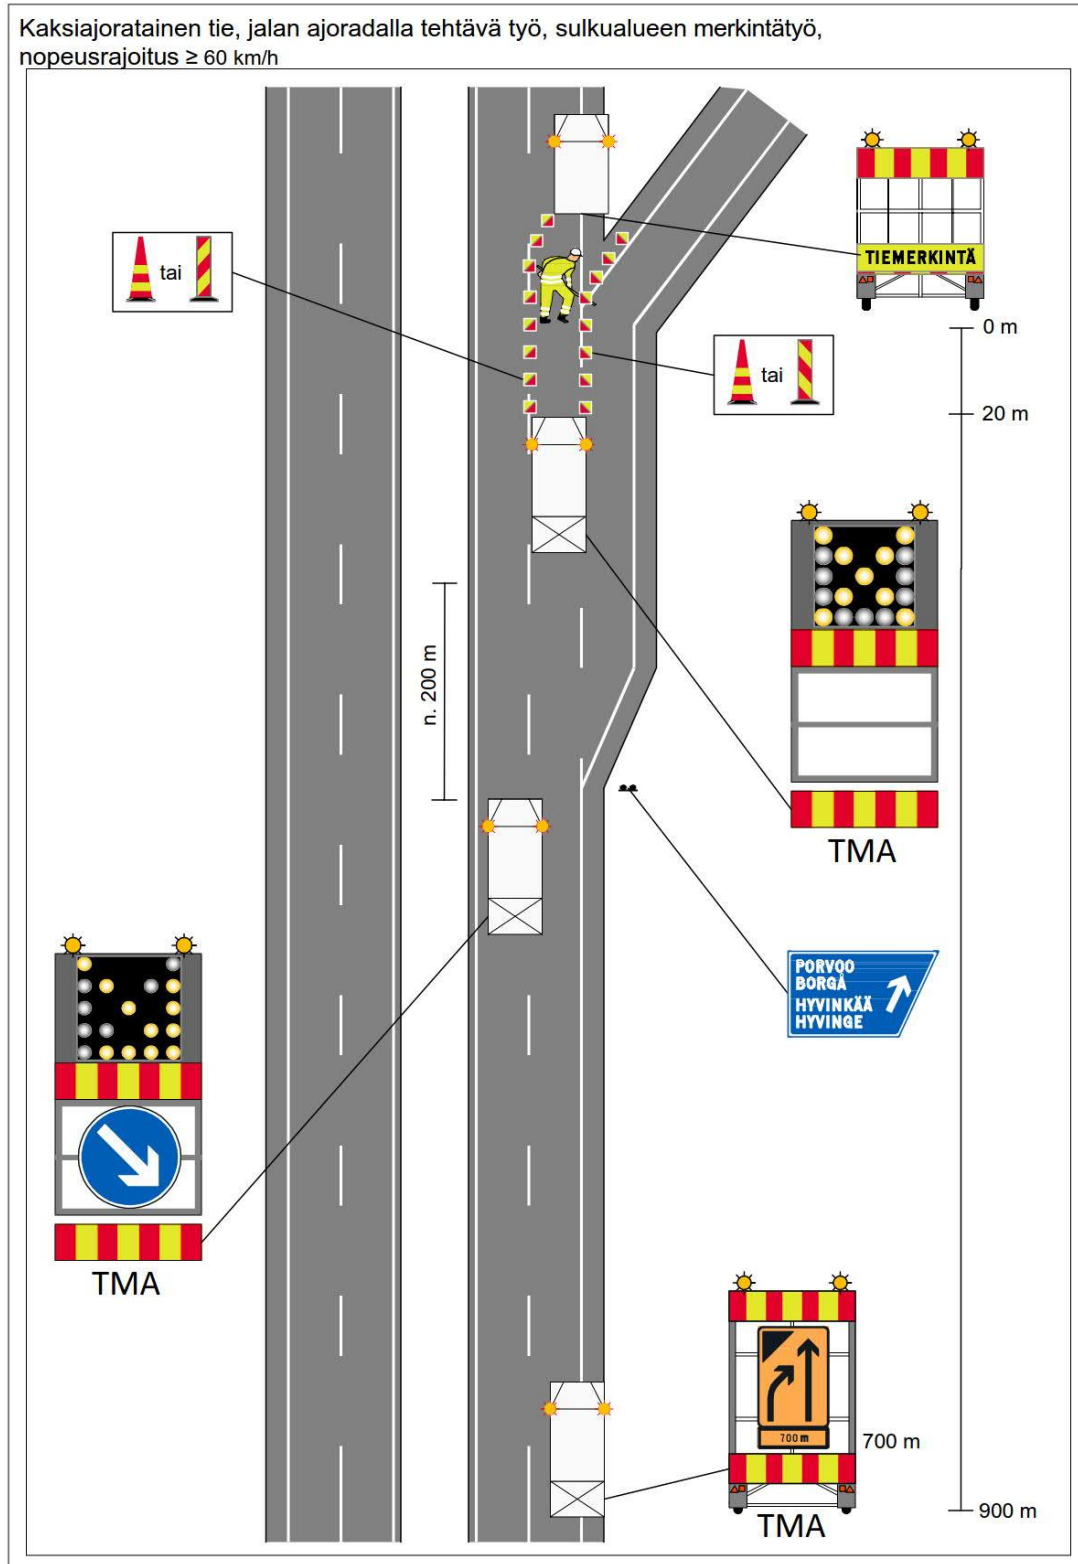 Kaksiajoratainen tie, jalan ajoradalla tehtävä työ, sulkualueen merkintätyö,
nopeusrajoitus ≥ 60 km/h
TIEMERKINTÄ
tai
0 m
tai
20 m
n. 200 m
TMA
PORVOO
BORGÅ
HYVINKÄÄ
HYVINGE
TMA
700 m
700 m
900 m
TMA